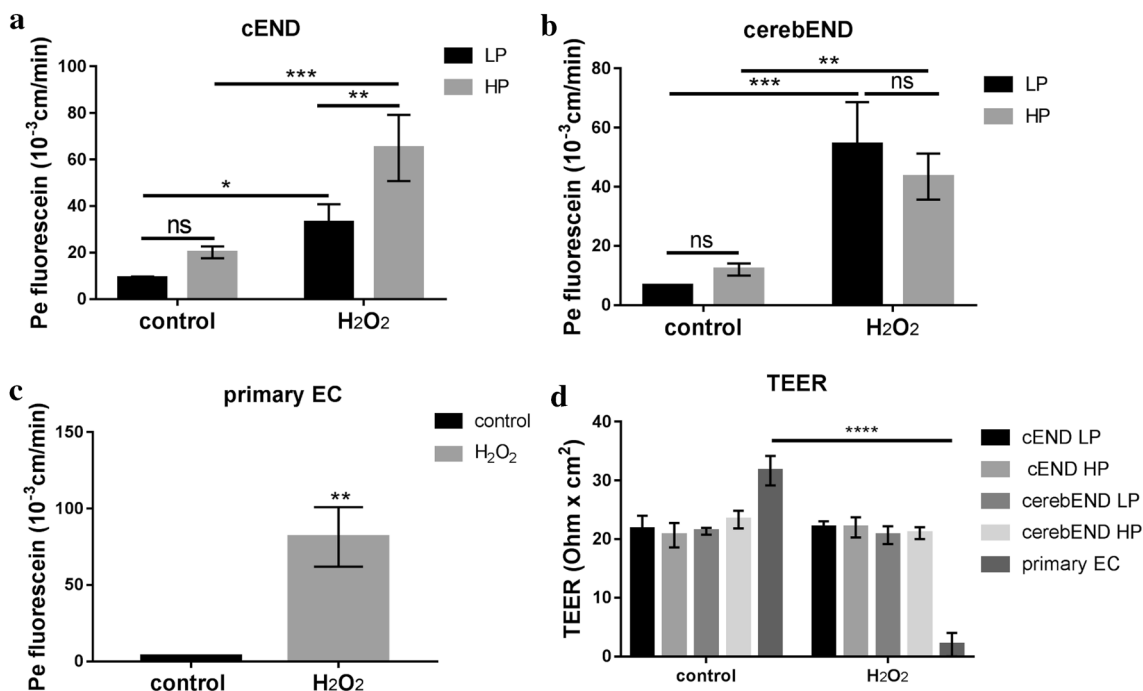 a
cEND
LP
HP
Pe fluorescein (10⁻³cm/min)
100
80
60
40
20
0
***
**
*
ns
control
H₂O₂
b
cerebEND
LP
HP
Pe fluorescein (10⁻³cm/min)
80
60
40
20
0
**
***
ns
ns
control
H₂O₂
c
primary EC
control
H₂O₂
Pe fluorescein (10⁻³cm/min)
150
100
50
0
**
control
H₂O₂
d
TEER
cEND LP
cEND HP
cerebEND LP
cerebEND HP
primary EC
TEER (Ohm x cm²)
40
30
20
10
0
****
control
H₂O₂